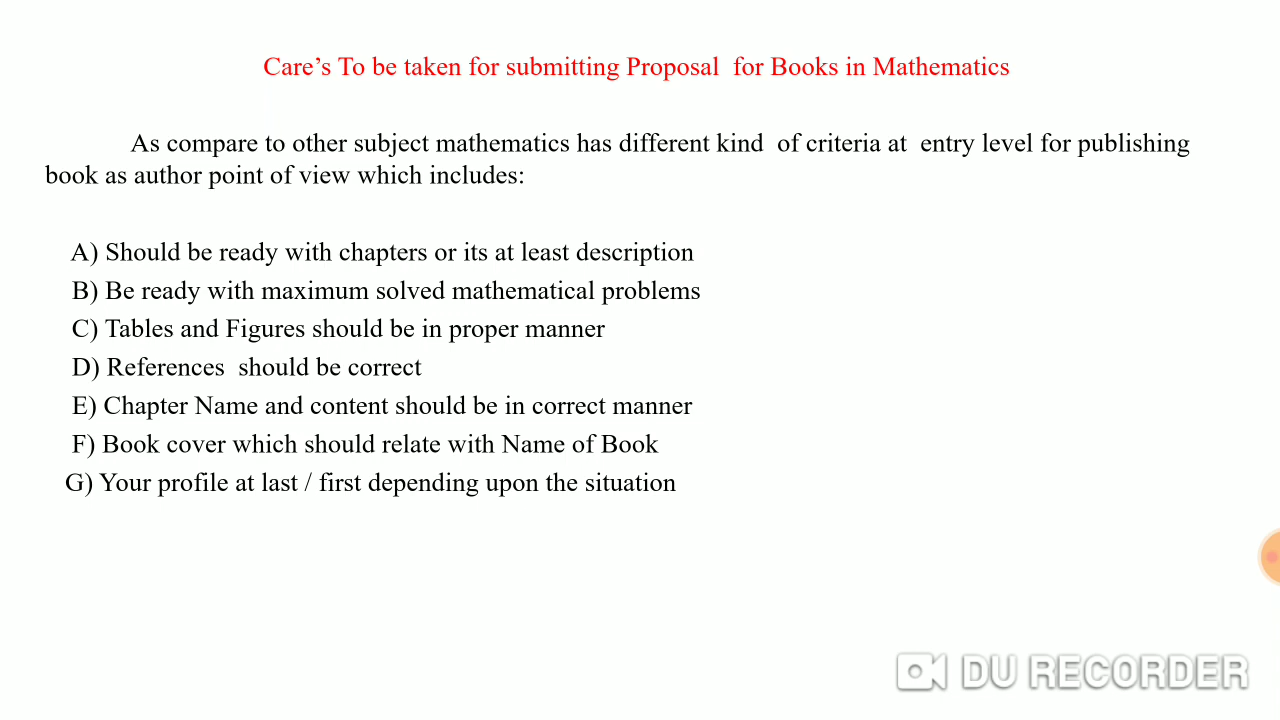 Care’s To be taken for submitting Proposal  for Books in Mathematics
As compare to other subject mathematics has different kind  of criteria at  entry level for publishing
book as author point of view which includes:
A) Should be ready with chapters or its at least description
B) Be ready with maximum solved mathematical problems
C) Tables and Figures should be in proper manner
D) References  should be correct
E) Chapter Name and content should be in correct manner
F) Book cover which should relate with Name of Book
G) Your profile at last / first depending upon the situation
DU RECORDER